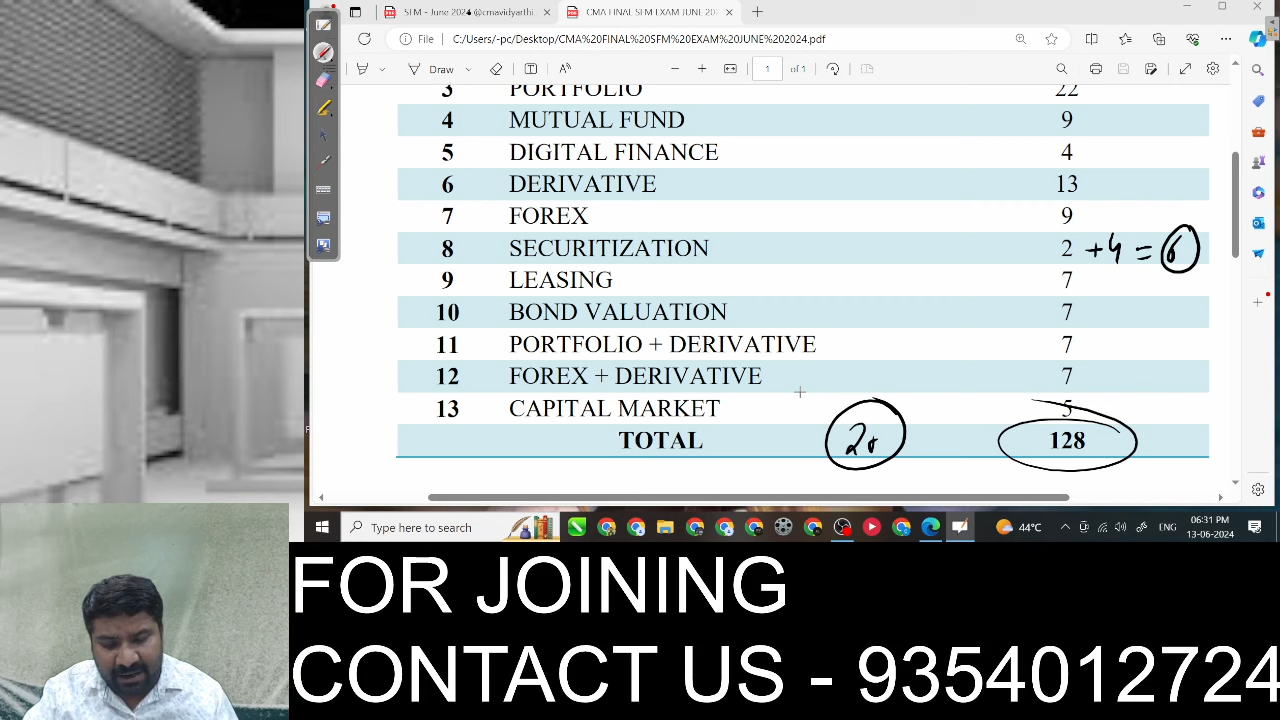 SFM - June 2024 @cmavidyarthi
CMA FINAL SFM EXAM JUNE 202
File C:/Users/-pc/Desktop/CMA%20FINAL%20SFM%20EXAM%20JUNE%202024.pdf
Draw 1 of 1
3 PORTFOLIO 22
4 MUTUAL FUND 9
5 DIGITAL FINANCE 4
6 DERIVATIVE 13
7 FOREX 9
8 SECURITIZATION 2 +4 = 6
9 LEASING 7
10 BOND VALUATION 7
11 PORTFOLIO + DERIVATIVE 7
12 FOREX + DERIVATIVE 7
13 CAPITAL MARKET 5
TOTAL 128
Type here to search 44°C ENG 06:31 PM
13-06-2024
FOR JOINING
CONTACT US - 9354012724